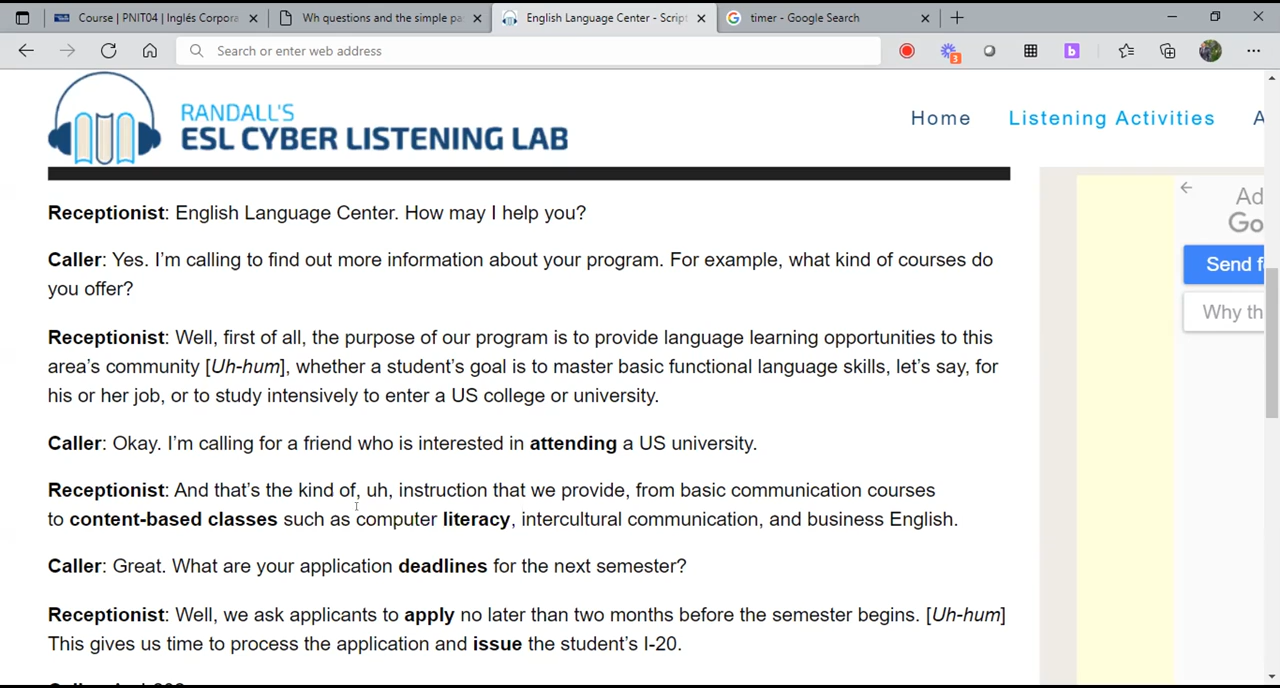 Course | PNIT04 | Inglés Corpora
Wh questions and the simple pa
English Language Center - Script
timer - Google Search
Search or enter web address
3
b
RANDALL'S
ESL CYBER LISTENING LAB
Home
Listening Activities
A
Receptionist: English Language Center. How may I help you?
Caller: Yes. I'm calling to find out more information about your program. For example, what kind of courses do
you offer?
Receptionist: Well, first of all, the purpose of our program is to provide language learning opportunities to this
area's community [Uh-hum], whether a student's goal is to master basic functional language skills, let's say, for
his or her job, or to study intensively to enter a US college or university.
Caller: Okay. I'm calling for a friend who is interested in attending a US university.
Receptionist: And that's the kind of, uh, instruction that we provide, from basic communication courses
to content-based classes such as computer literacy, intercultural communication, and business English.
Caller: Great. What are your application deadlines for the next semester?
Receptionist: Well, we ask applicants to apply no later than two months before the semester begins. [Uh-hum]
This gives us time to process the application and issue the student's I-20.
Ad
Go
Send f
Why th